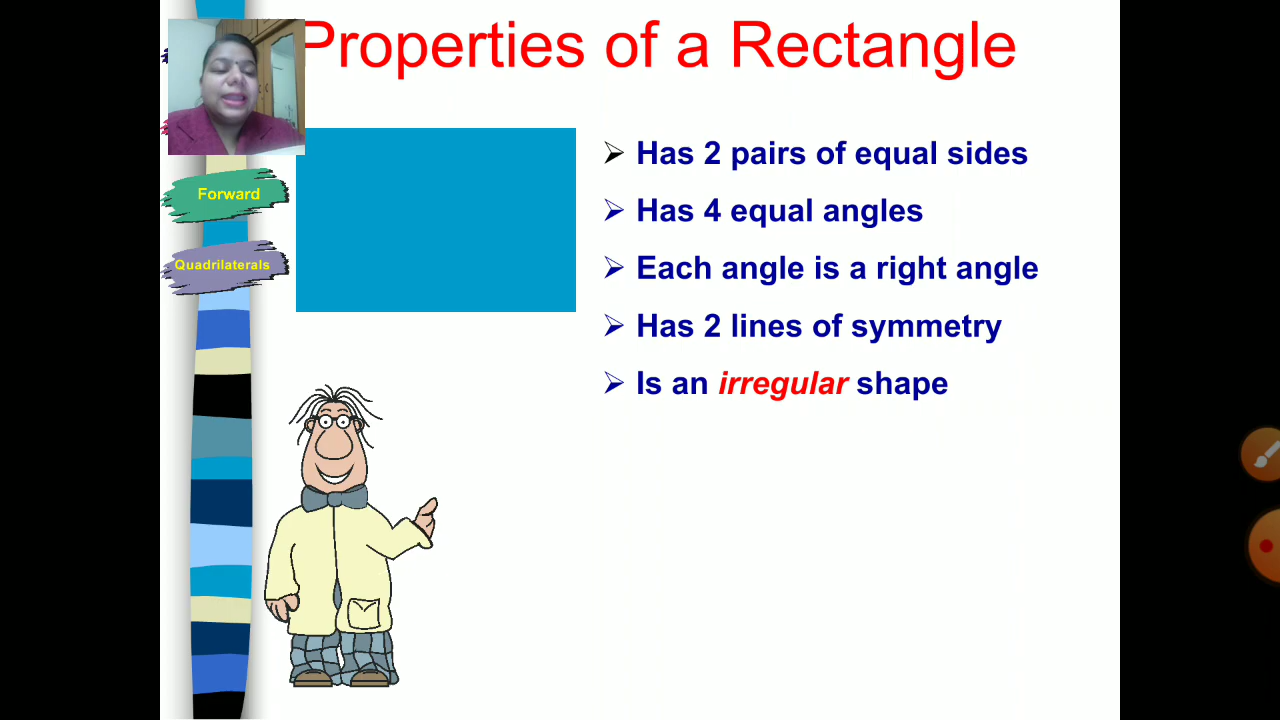 Properties of a Rectangle
Forward
Quadrilaterals
Has 2 pairs of equal sides
Has 4 equal angles
Each angle is a right angle
Has 2 lines of symmetry
Is an irregular shape